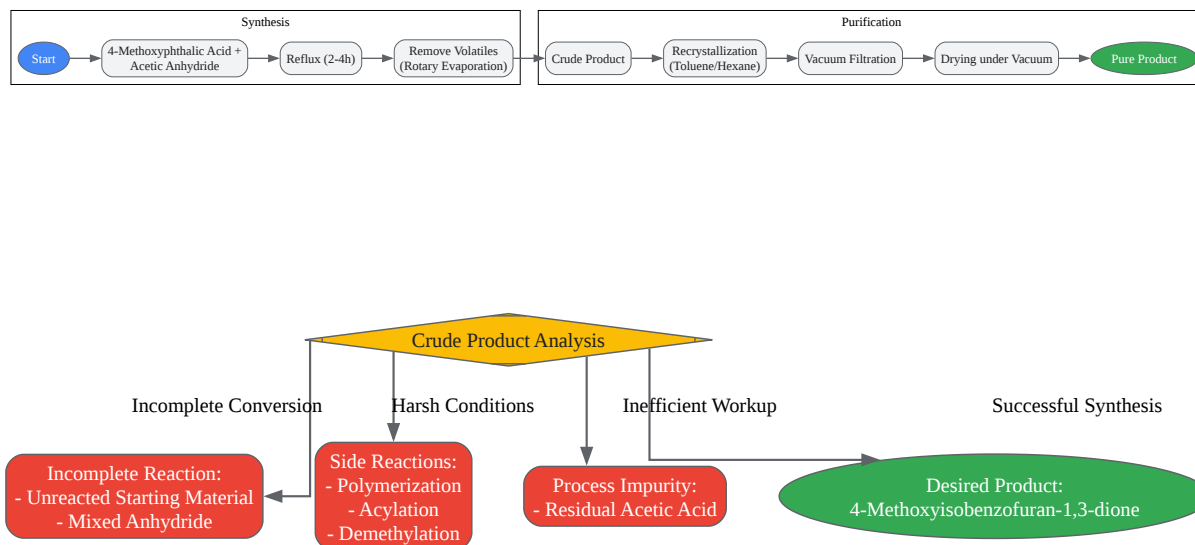 Synthesis
Purification
Start
4-Methoxyphthalic Acid +
Acetic Anhydride
Reflux (2-4h)
Remove Volatiles
(Rotary Evaporation)
Crude Product
Recrystallization
(Toluene/Hexane)
Vacuum Filtration
Drying under Vacuum
Pure Product
Crude Product Analysis
Incomplete Conversion
Harsh Conditions
Inefficient Workup
Successful Synthesis
Incomplete Reaction:
- Unreacted Starting Material
- Mixed Anhydride
Side Reactions:
- Polymerization
- Acylation
- Demethylation
Process Impurity:
- Residual Acetic Acid
Desired Product:
4-Methoxyisobenzofuran-1,3-dione